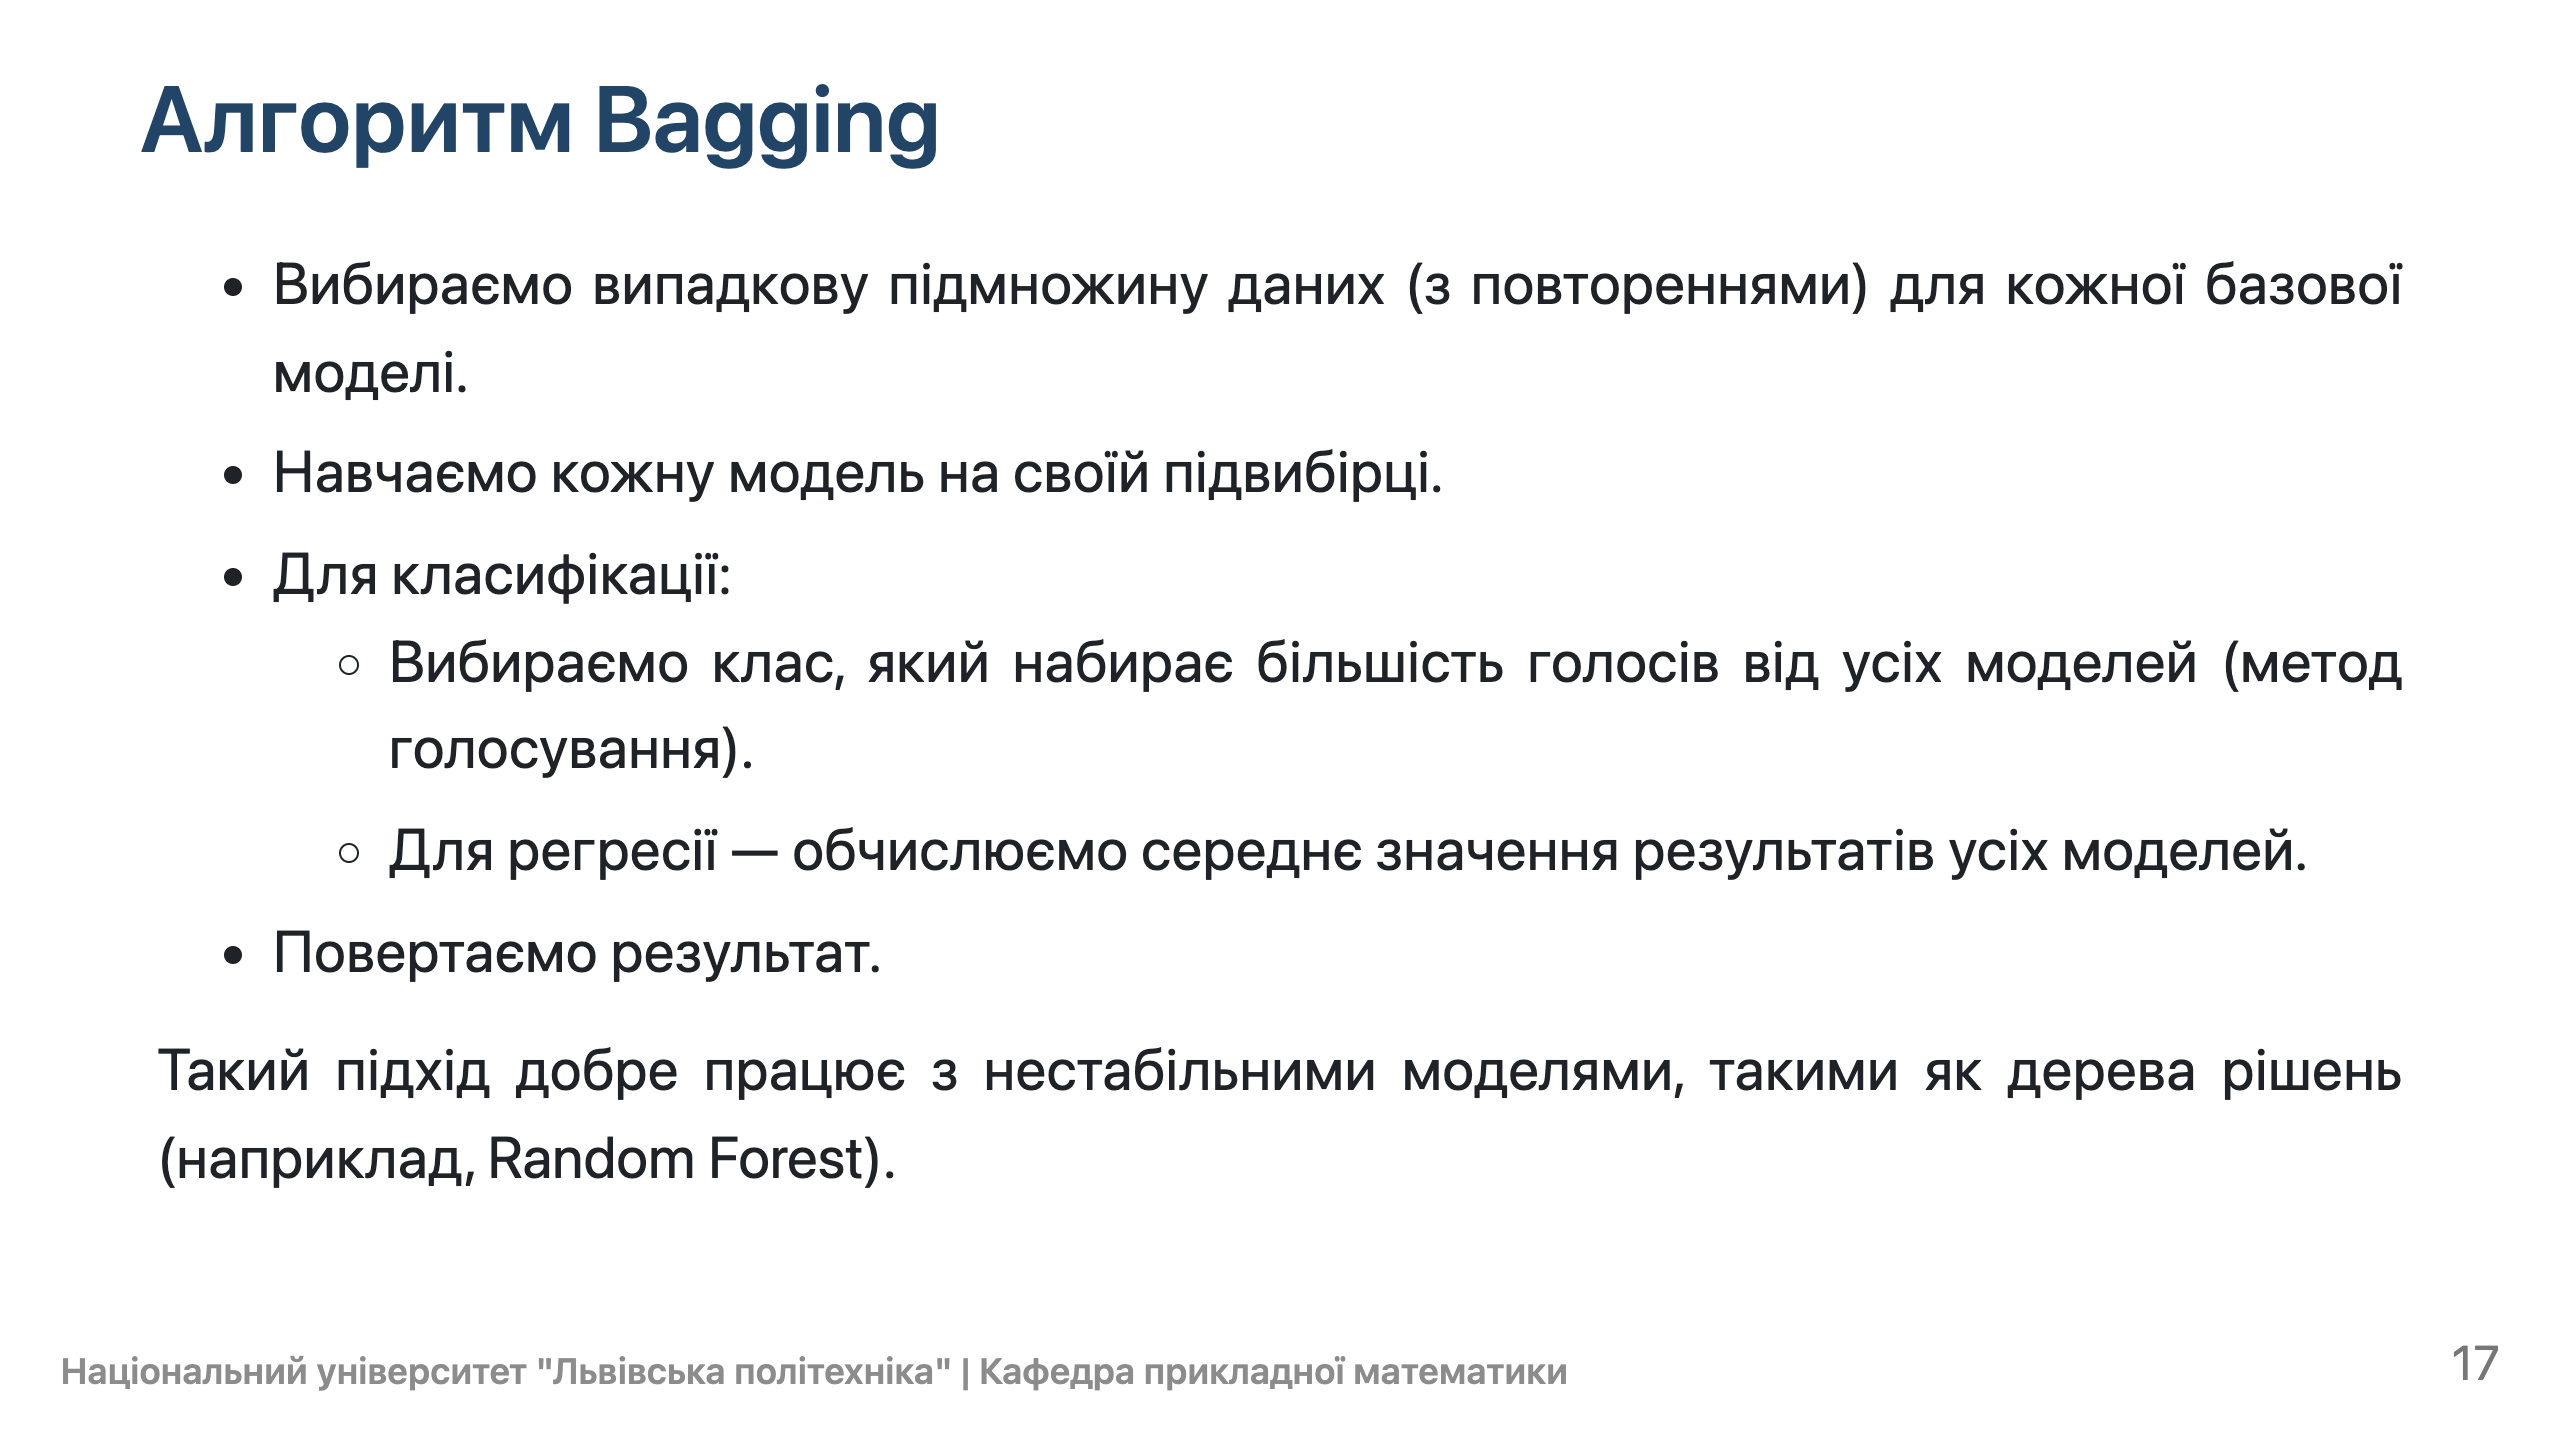 Алгоритм Bagging
• Вибираємо випадкову підмножину даних (з повтореннями) для кожної базової
моделі.
• Навчаємо кожну модель на своїй підвибірці.
• Для класифікації:
◦ Вибираємо клас, який набирає більшість голосів від усіх моделей (метод
голосування).
◦ Для регресії — обчислюємо середнє значення результатів усіх моделей.
• Повертаємо результат.
Такий підхід добре працює з нестабільними моделями, такими як дерева рішень
(наприклад, Random Forest).
Національний університет "Львівська політехніка" | Кафедра прикладної математики
17